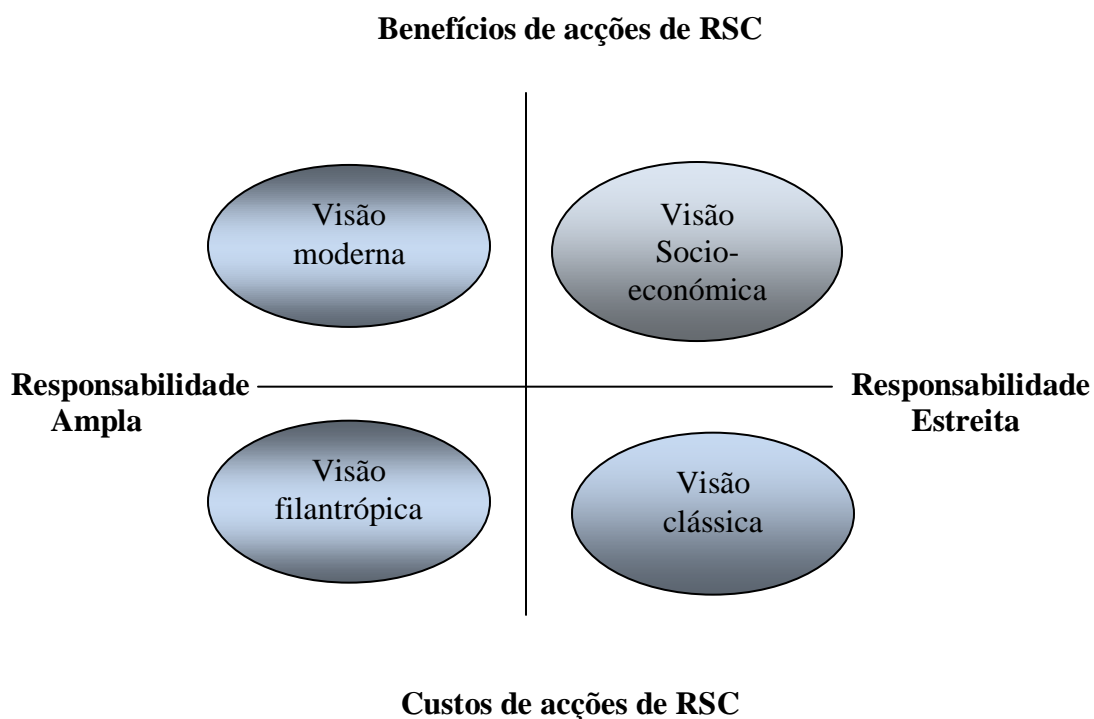 Benefícios de acções de RSC
Visão
moderna
Visão
Socio-
económica
Responsabilidade
Ampla
Responsabilidade
Estreita
Visão
filantrópica
Visão
clássica
Custos de acções de RSC